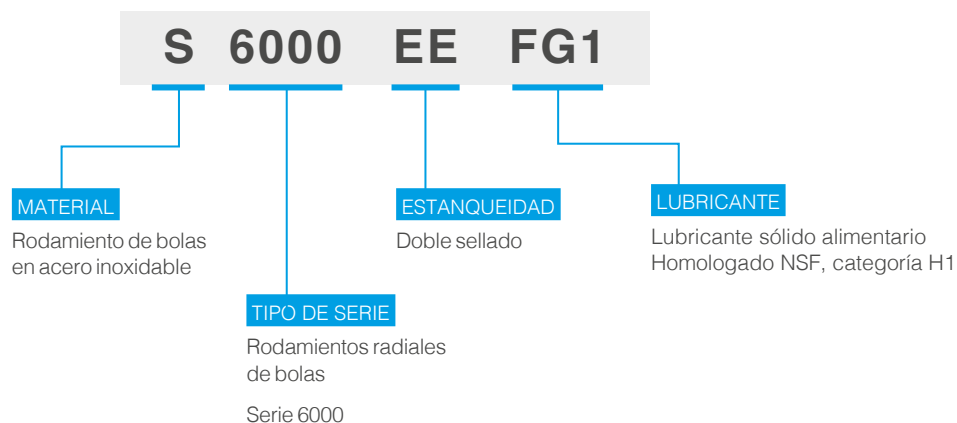 S 6000 EE FG1
MATERIAL
Rodamiento de bolas
en acero inoxidable
TIPO DE SERIE
Rodamientos radiales
de bolas
Serie 6000
ESTANQUEIDAD
Doble sellado
LUBRICANTE
Lubricante sólido alimentario
Homologado NSF, categoría H1